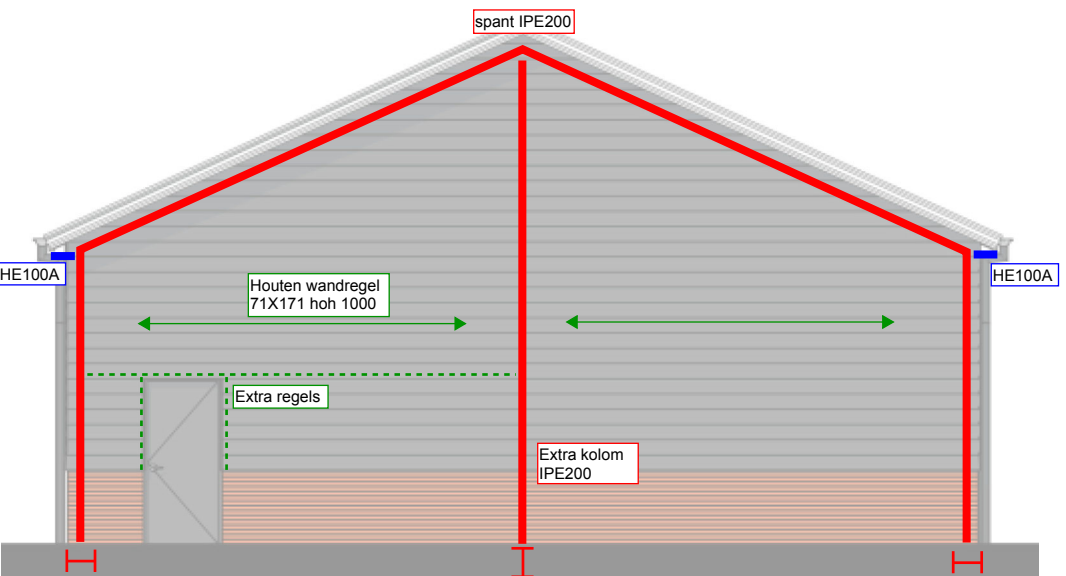 spant IPE200
HE100A
HE100A
Houten wandregel
71X171 hoh 1000
Extra regels
Extra kolom
IPE200